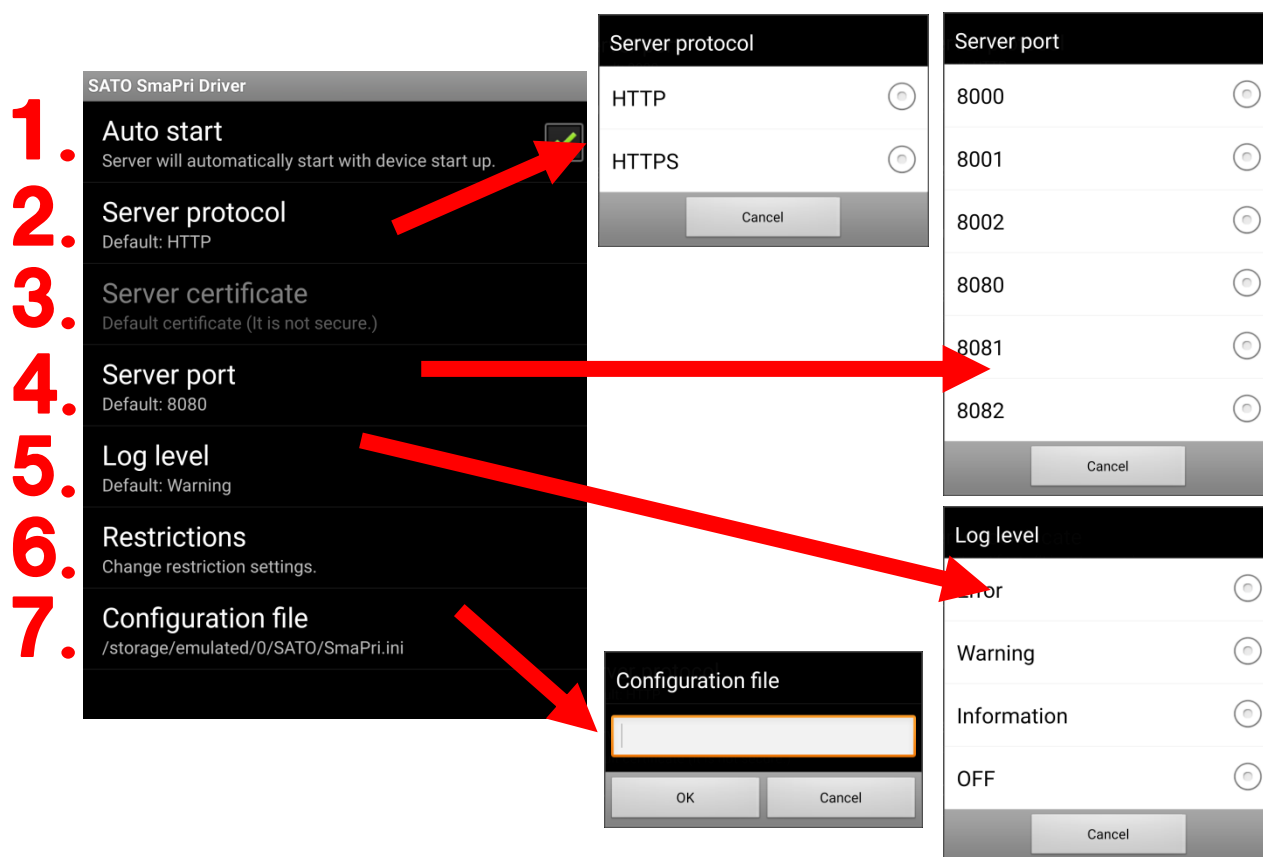 SATO SmaPri Driver
1.
Auto start
Server will automatically start with device start up.
2.
Server protocol
Default: HTTP
3.
Server certificate
Default certificate (It is not secure.)
4.
Server port
Default: 8080
5.
Log level
Default: Warning
6.
Restrictions
Change restriction settings.
7.
Configuration file
/storage/emulated/0/SATO/SmaPri.ini
Server protocol
HTTP
HTTPS
Cancel
Server port
8000
8001
8002
8080
8081
8082
Cancel
Log level
Error
Warning
Information
OFF
Cancel
Configuration file
OK
Cancel